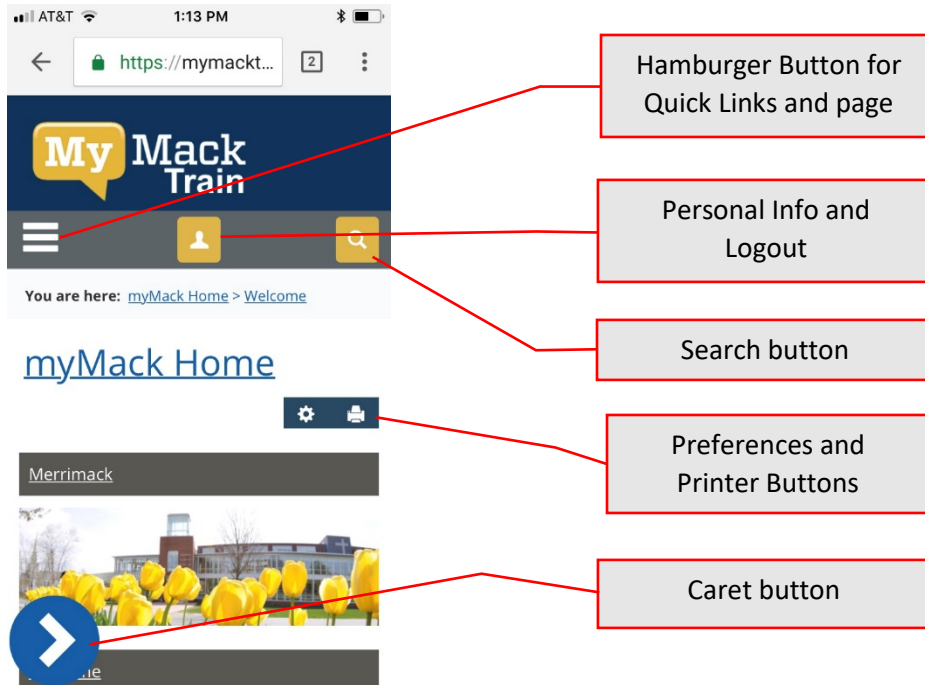 AT&T 1:13 PM
https://mymackt... 2
My Mack
Train
You are here: myMack Home > Welcome
myMack Home
Merrimack
Hamburger Button for
Quick Links and page
Personal Info and
Logout
Search button
Preferences and
Printer Buttons
Caret button